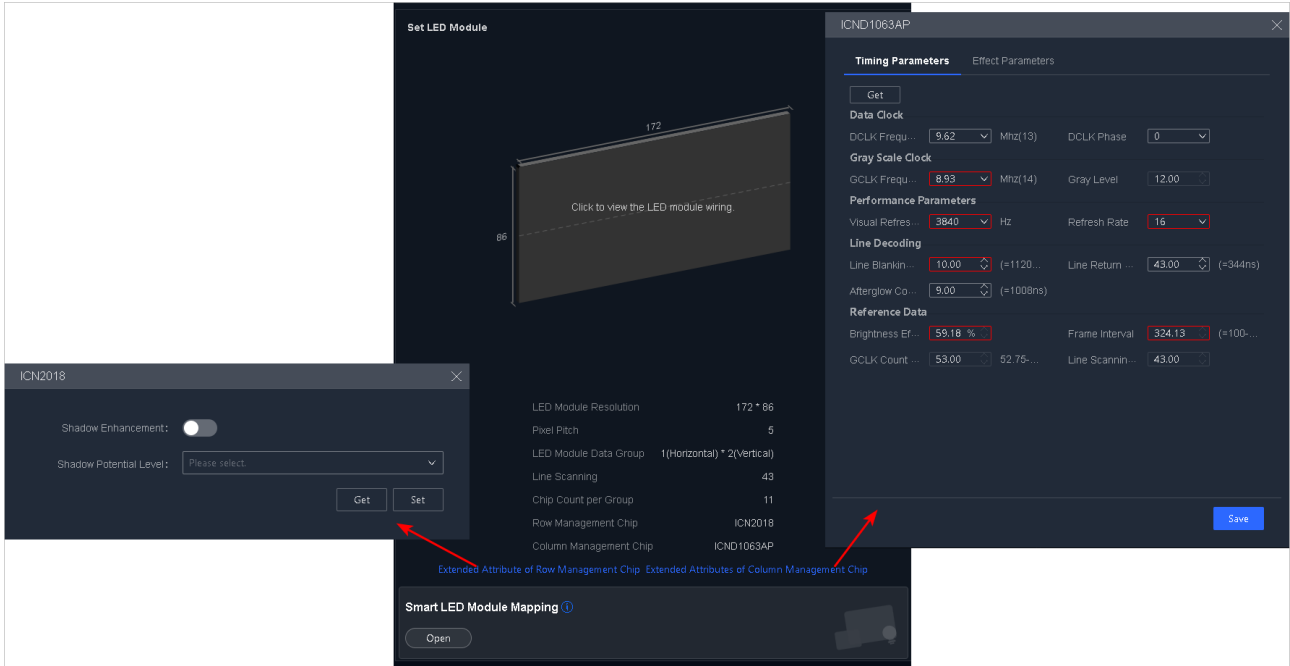 Set LED Module
172
86
Click to view the LED module wiring.
LED Module Resolution 172 * 86
Pixel Pitch 5
LED Module Data Group 1(Horizontal) * 2(Vertical)
Line Scanning 43
Chip Count per Group 11
Row Management Chip ICN2018
Column Management Chip ICND1063AP
Extended Attribute of Row Management Chip Extended Attributes of Column Management Chip
Smart LED Module Mapping
Open
ICN2018
Shadow Enhancement:
Shadow Potential Level: Please select.
Get Set
ICND1063AP
Timing Parameters Effect Parameters
Get
Data Clock
DCLK Frequ... 9.62 Mhz(13) DCLK Phase 0
Gray Scale Clock
GCLK Frequ... 8.93 Mhz(14) Gray Level 12.00
Performance Parameters
Visual Refres... 3840 Hz Refresh Rate 16
Line Decoding
Line Blankin... 10.00 (=1120... Line Return ... 43.00 (=344ns)
Afterglow Co... 9.00 (=1008ns)
Reference Data
Brightness Ef... 59.18 % Frame Interval 324.13 (=100-...
GCLK Count ... 53.00 52.75-... Line Scannin... 43.00
Save